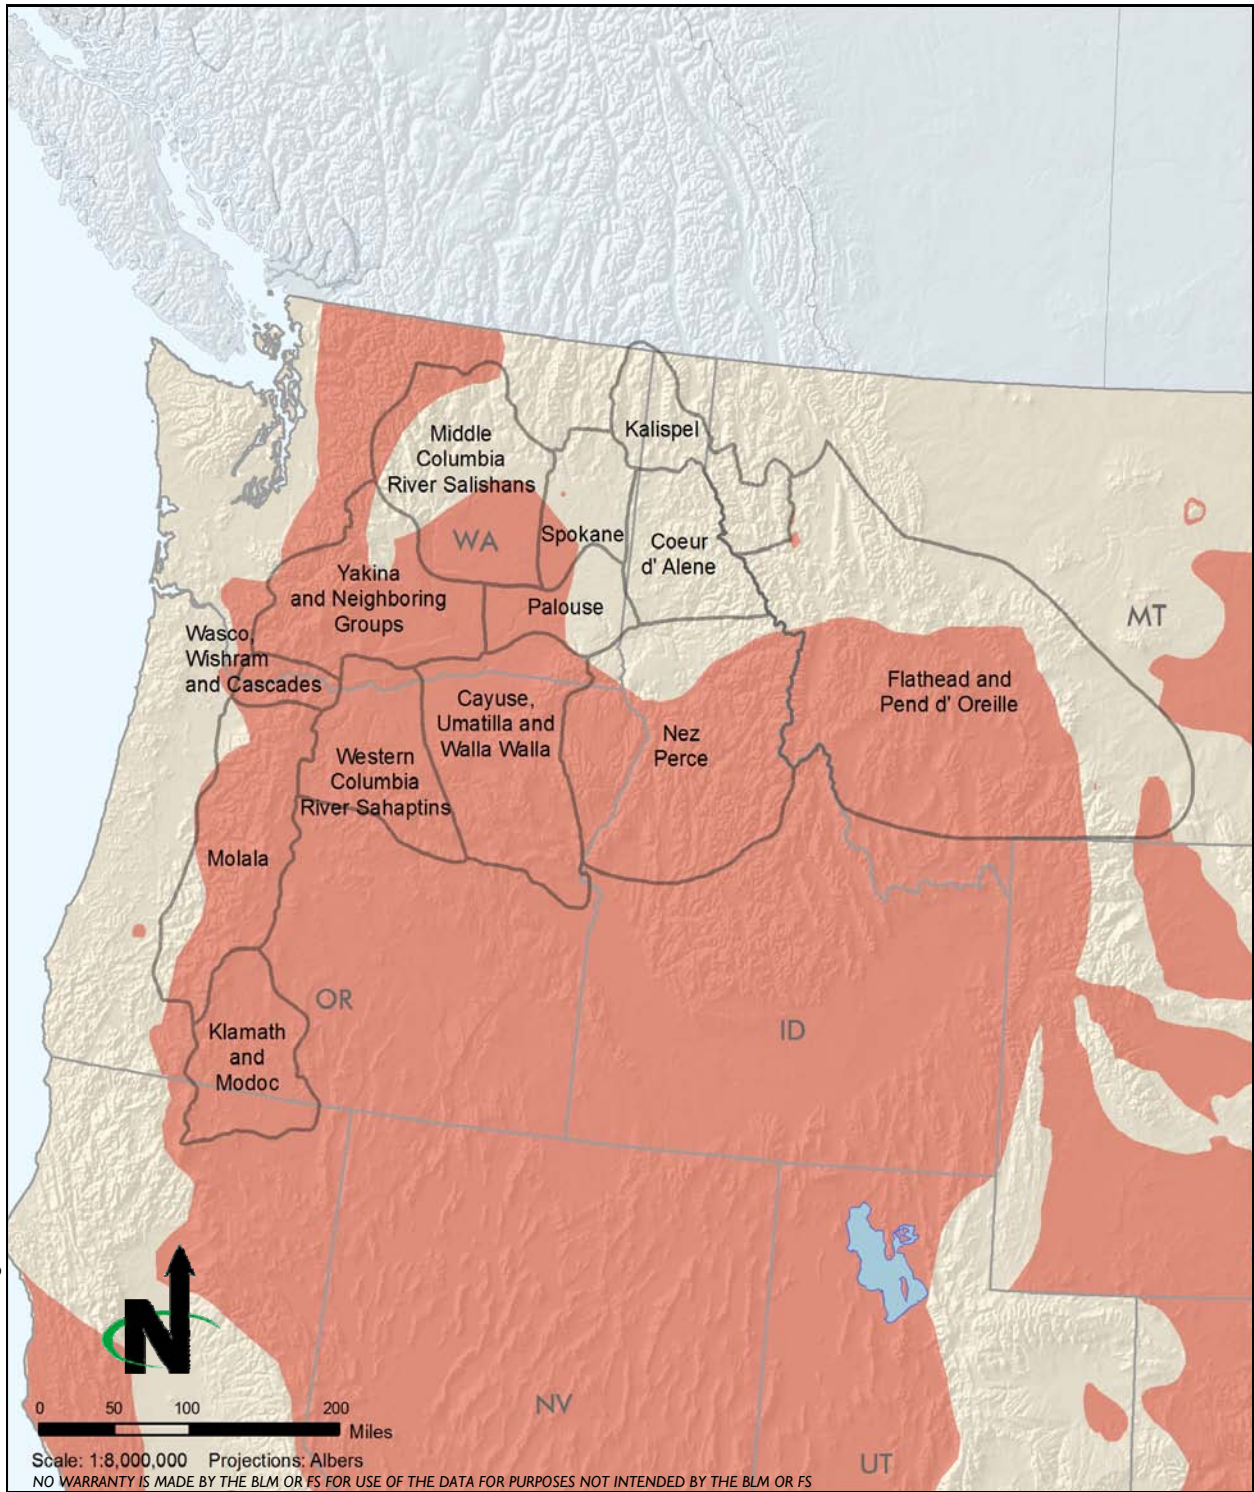 Kalispel
Middle
Columbia
River Salishans
WA
Spokane
Coeur
d' Alene
Yakina
and Neighboring
Groups
Palouse
MT
Wasco,
Wishram
and Cascades
Flathead and
Pend d' Oreille
Cayuse,
Umatilla and
Walla Walla
Nez
Perce
Western
Columbia
River Sahaptins
Molala
OR
ID
Klamath
and
Modoc
N
NV
UT
0 50 100 200
Miles
Scale: 1:8,000,000 Projections: Albers
NO WARRANTY IS MADE BY THE BLM OR FS FOR USE OF THE DATA FOR PURPOSES NOT INTENDED BY THE BLM OR FS